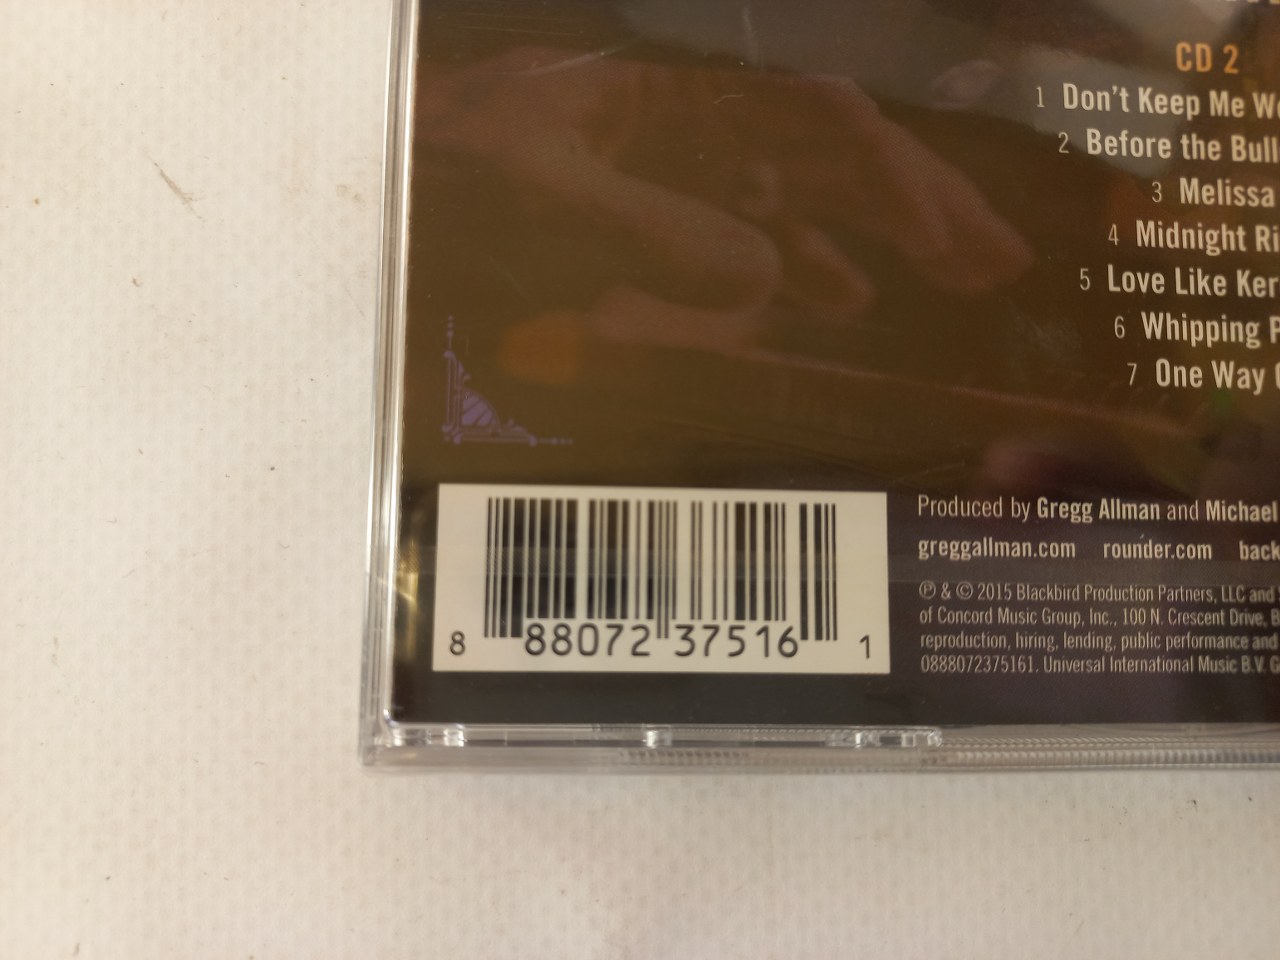 CD 2
1 Don't Keep Me
2 Before the
3 Melissa
4 Midnight
5 Love Like
6 Whipping
7 One Way
Produced by Gregg Allman and Michael
greggallman.com rounder.com
℗ & © 2015 Blackbird Production Partners, LLC and
of Concord Music Group, Inc., 100 N. Crescent Drive,
reproduction, hiring, lending, public performance and
0888072375161. Universal International Music B.V.
8 88072 37516 1